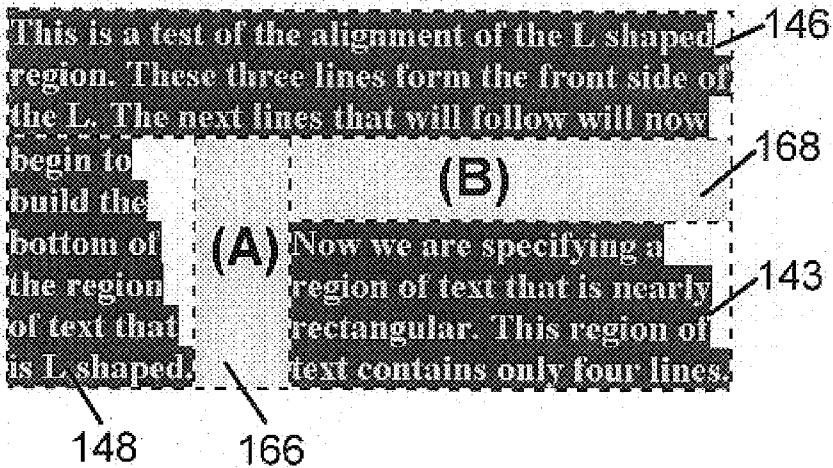 This is a test of the alignment of the L shaped
region. These three lines form the front side of
the L. The next lines that will follow will now
begin to
build the
bottom of
the region
of text that
is L shaped.
(A)
(B)
Now we are specifying a
region of text that is nearly
rectangular. This region of
text contains only four lines.
146
168
143
148
166